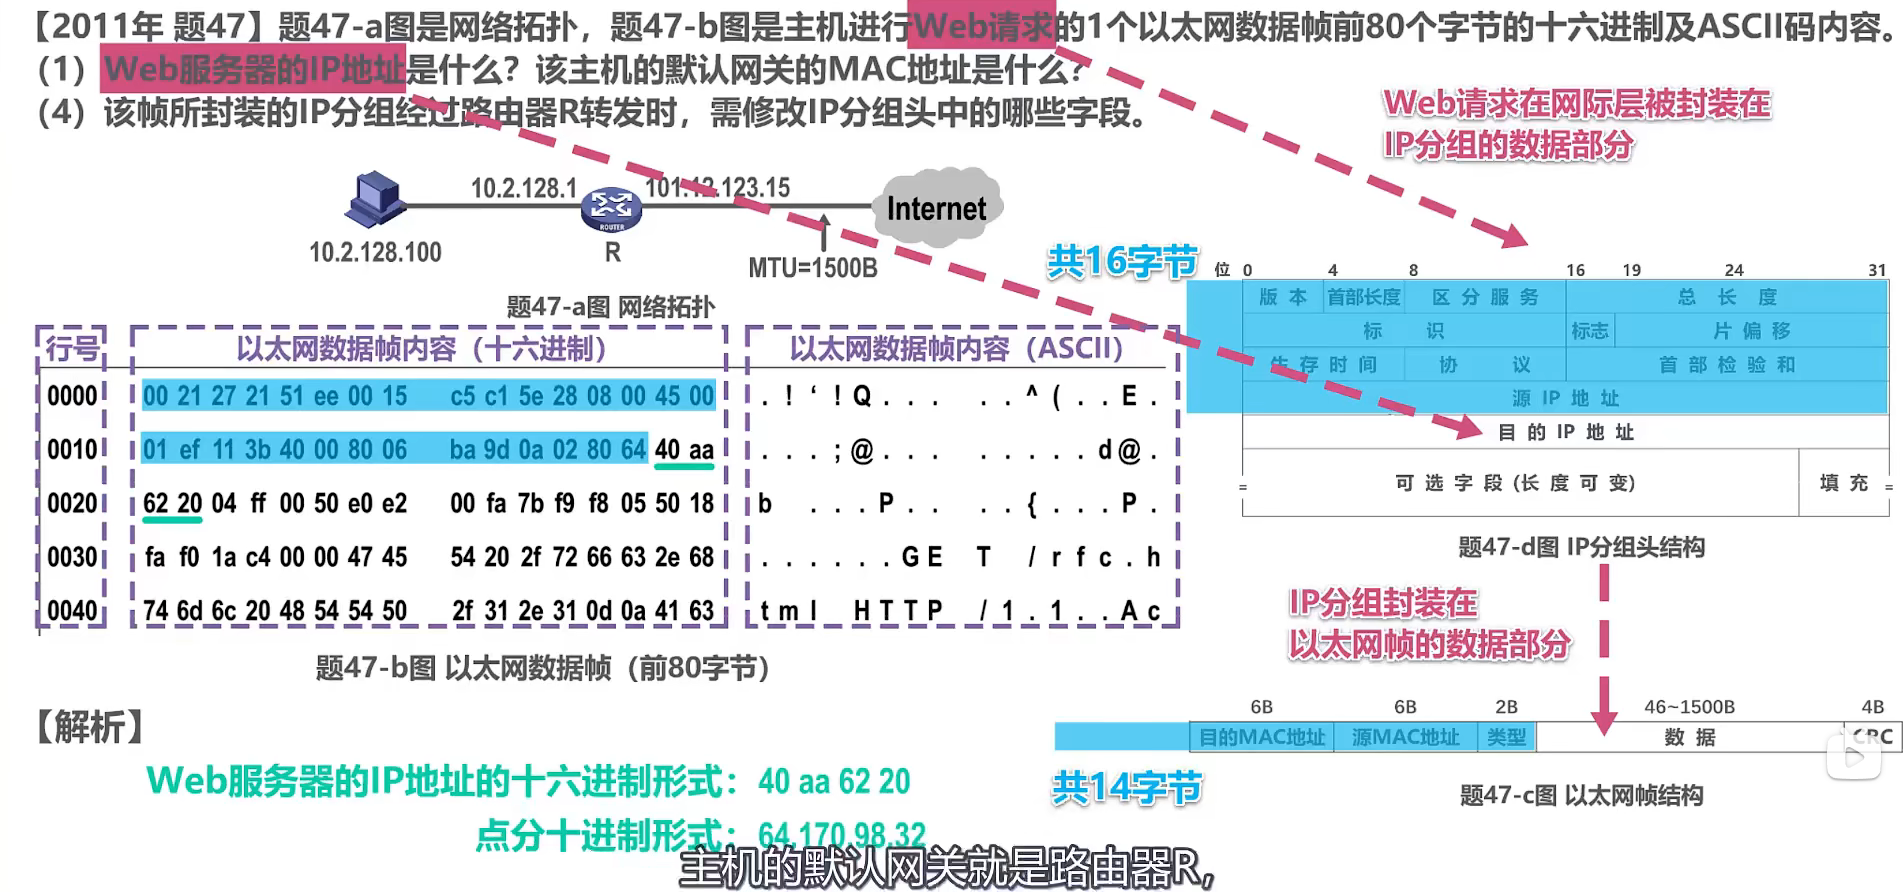 【2011年 题47】题47-a图是网络拓扑，题47-b图是主机进行Web请求的1个以太网数据帧前80个字节的十六进制及ASCII码内容。
（1）Web服务器的IP地址是什么？该主机的默认网关的MAC地址是什么？
（4）该帧所封装的IP分组经过路由器R转发时，需修改IP分组头中的哪些字段。
Web请求在网际层被封装在
IP分组的数据部分
10.2.128.1
101.12.123.15
Internet
ROUTER
10.2.128.100
R
MTU=1500B
题47-a图 网络拓扑
共16字节
位 0 4 8 16 19 24 31
版 本 首部长度 区 分 服 务 总 长 度
标 识 标志 片 偏 移
生 存 时 间 协 议 首 部 检 验 和
源 IP 地 址
目 的 IP 地 址
可 选 字 段 (长 度 可 变) 填 充
题47-d图 IP分组头结构
行号 以太网数据帧内容（十六进制） 以太网数据帧内容（ASCII）
0000 00 21 27 21 51 ee 00 15 c5 c1 5e 28 08 00 45 00 . ! ‘ ! Q . . . . . ^ ( . . E .
0010 01 ef 11 3b 40 00 80 06 ba 9d 0a 02 80 64 40 aa . . . ; @ . . . . . . . . d @ .
0020 62 20 04 ff 00 50 e0 e2 00 fa 7b f9 f8 05 50 18 b . . . P . . . . { . . . P .
0030 fa f0 1a c4 00 00 47 45 54 20 2f 72 66 63 2e 68 . . . . . . G E T / r f c . h
0040 74 6d 6c 20 48 54 54 50 2f 31 2e 31 0d 0a 41 63 t m l H T T P / 1 . 1 . . A c
题47-b图 以太网数据帧（前80字节）
IP分组封装在
以太网帧的数据部分
6B 6B 2B 46~1500B 4B
目的MAC地址 源MAC地址 类型 数 据 CRC
共14字节
题47-c图 以太网帧结构
【解析】
Web服务器的IP地址的十六进制形式：40 aa 62 20
点分十进制形式：64.170.98.32
主机的默认网关就是路由器R，